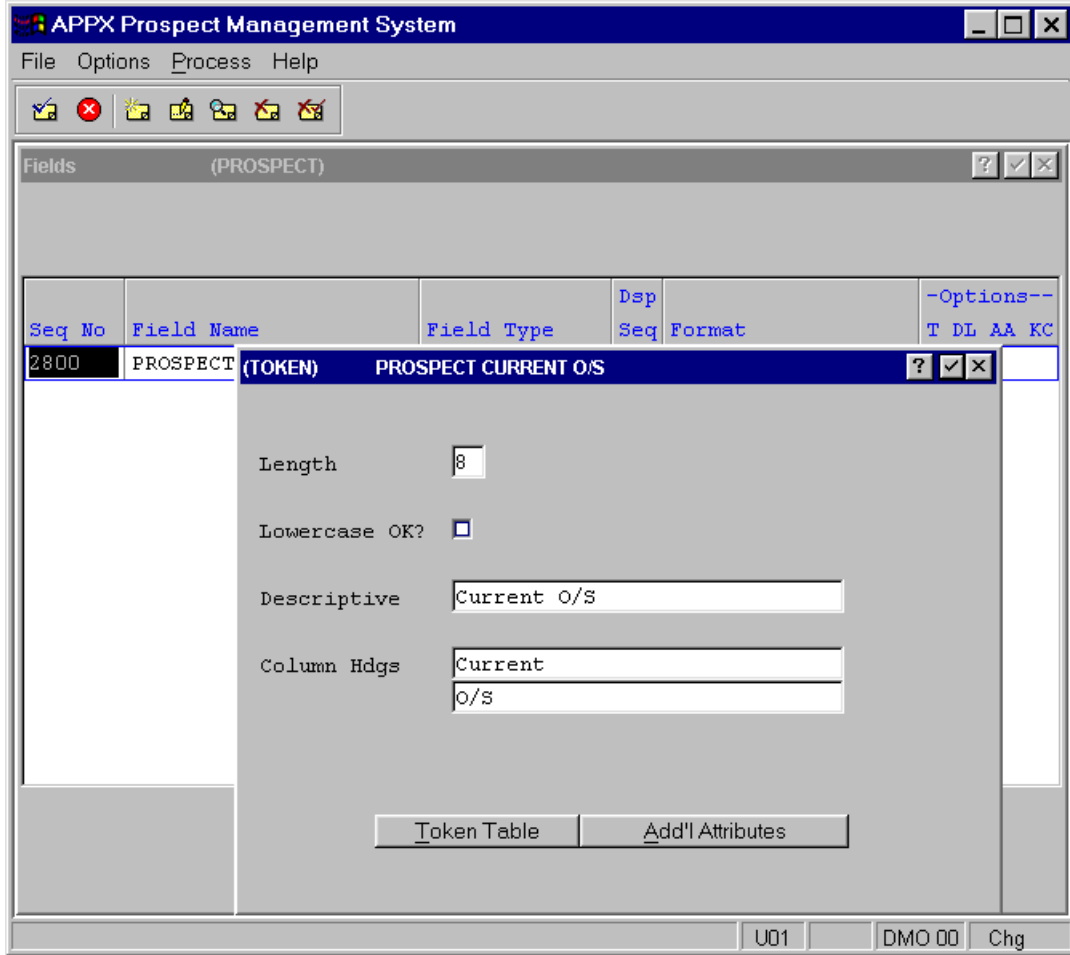 APPX Prospect Management System
File Options Process Help
Fields (PROSPECT)
Dsp -Options--
Seq No Field Name Field Type Seq Format T DL AA KC
2800 PROSPECT
(TOKEN) PROSPECT CURRENT O/S
Length 8
Lowercase OK?
Descriptive Current O/S
Column Hdgs Current
O/S
Token Table Add'l Attributes
U01 DMO 00 Chg